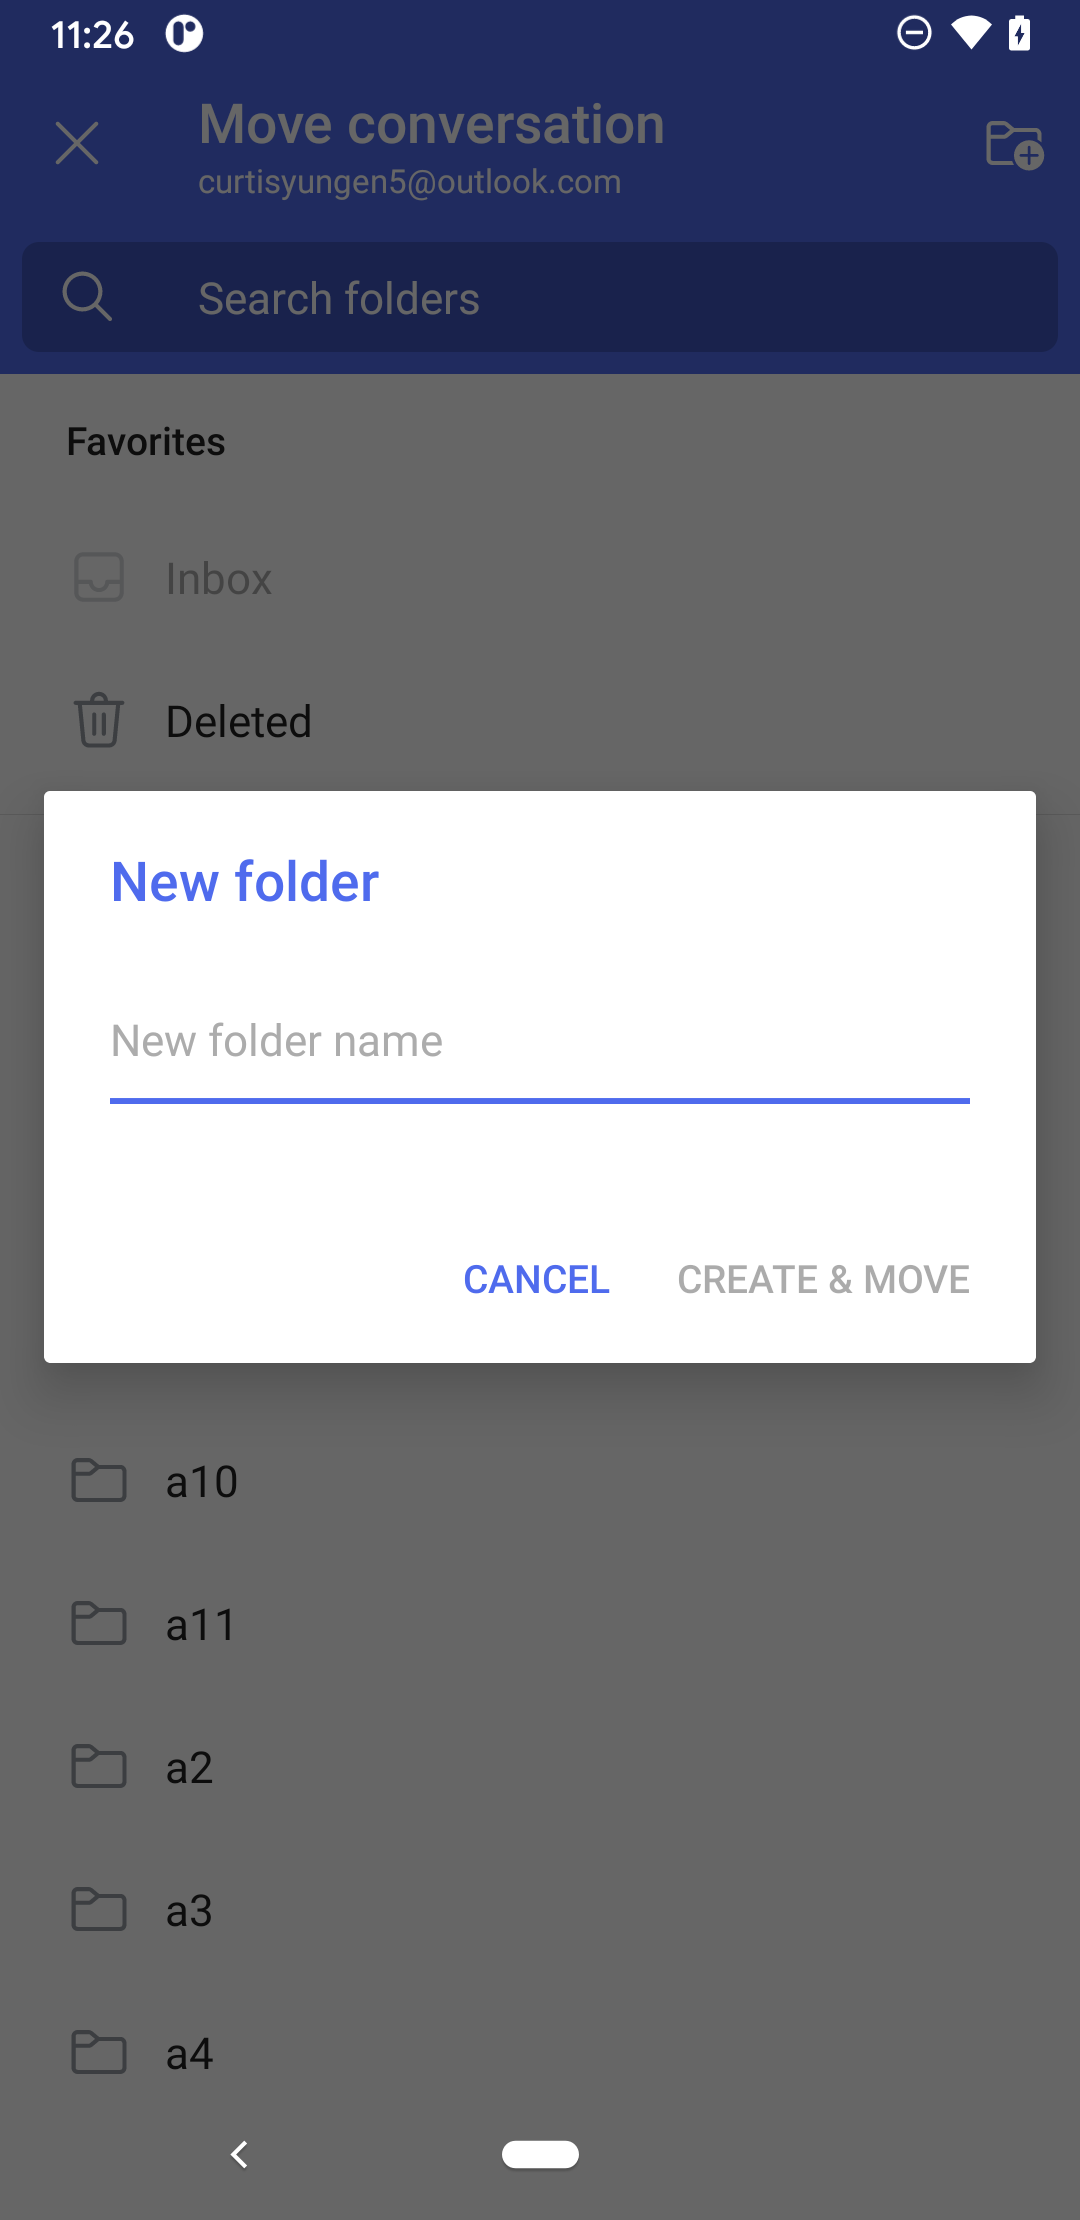 11:26
Move conversation
curtisyungen5@outlook.com
Search folders
Favorites
Inbox
Deleted
New folder
New folder name
CANCEL CREATE & MOVE
a10
a11
a2
a3
a4